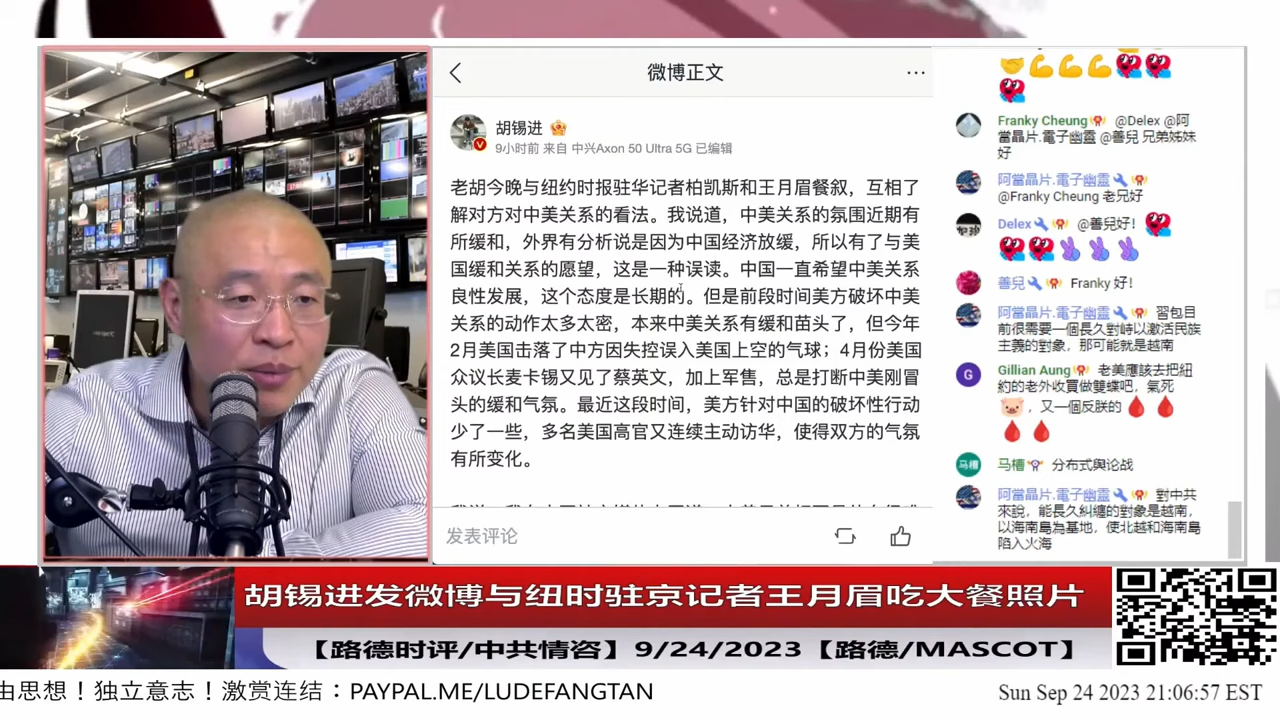 微博正文
胡锡进
9小时前 来自 中兴Axon 50 Ultra 5G 已编辑
老胡今晚与纽约时报驻华记者柏凯斯和王月眉餐叙，互相了
解对方对中美关系的看法。我说道，中美关系的氛围近期有
所缓和，外界有分析说是因为中国经济放缓，所以有了与美
国缓和关系的愿望，这是一种误读。中国一直希望中美关系
良性发展，这个态度是长期的。但是前段时间美方破坏中美
关系的动作太多太密，本来中美关系有缓和苗头了，但今年
2月美国击落了中方因失控误入美国上空的气球；4月份美国
众议长麦卡锡又见了蔡英文，加上军售，总是打断中美刚冒
头的缓和气氛。最近这段时间，美方针对中国的破坏性行动
少了一些，多名美国高官又连续主动访华，使得双方的气氛
有所变化。
发表评论
Franky Cheung @Delex @阿
當晶片.電子幽靈 @善兒 兄弟姊妹
好
阿當晶片.電子幽靈
@Franky Cheung 老兄好
Delex @善兒好！
善兒 Franky 好！
阿當晶片.電子幽靈 習包目
前很需要一個長久對峙以激活民族
主義的對象，那可能就是越南
G
Gillian Aung 老美應該去把紐
約的老外收買做雙蝶吧，氣死
，又一個反朕的
马槽
马槽 分布式舆论战
阿當晶片.電子幽靈 對中共
來說，能長久糾纏的對象是越南，
以海南島為基地，使北越和海南島
陷入火海
胡锡进发微博与纽时驻京记者王月眉吃大餐照片
【路德时评/中共情咨】9/24/2023【路德/MASCOT】
由思想！独立意志！激赏连结：PAYPAL.ME/LUDEFANGTAN
Sun Sep 24 2023 21:06:57 EST